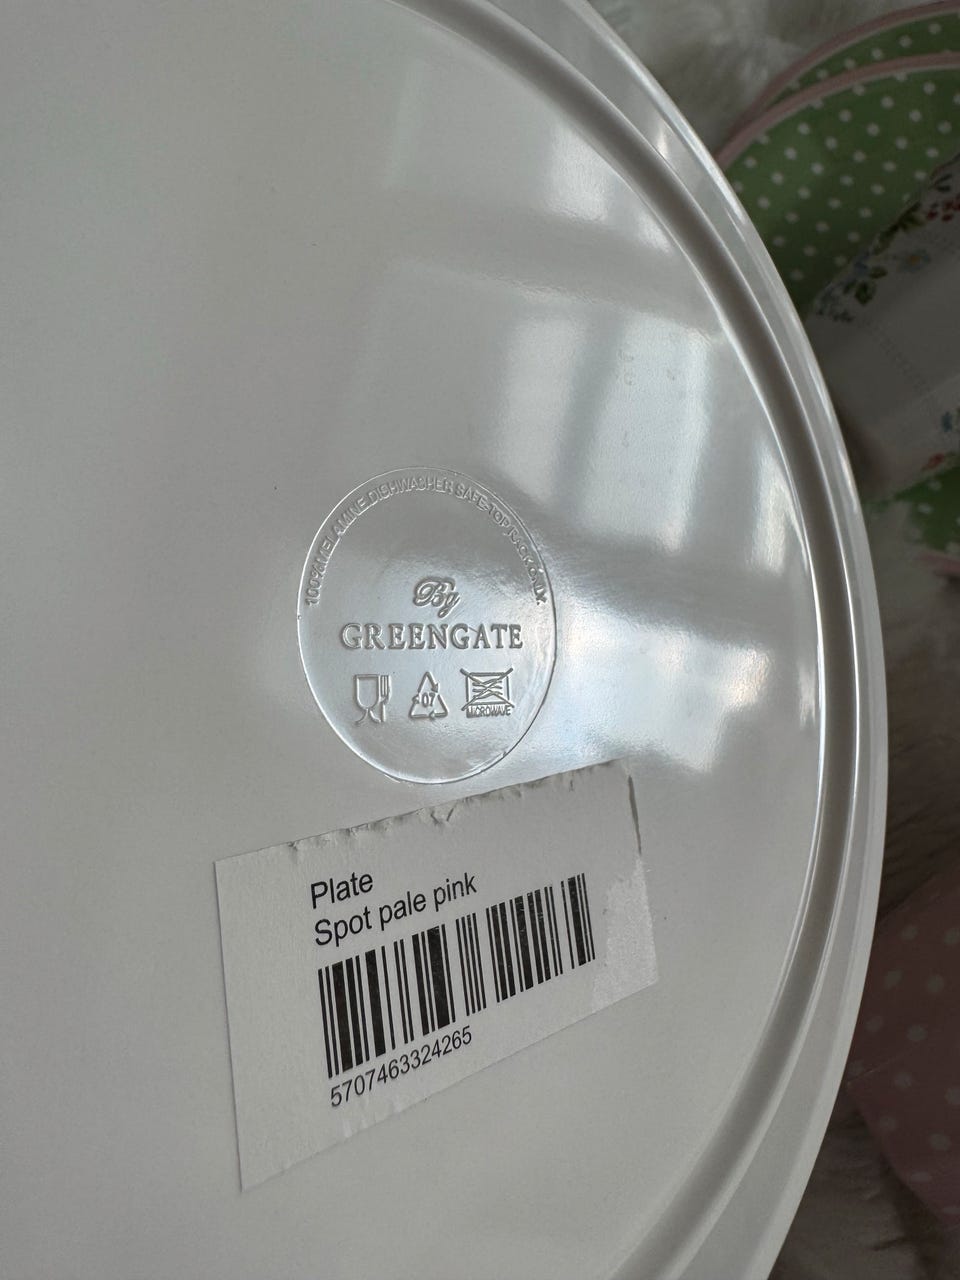 100%MELAMINE.DISHWASHER SAFE-TOP RACK ONLY.
By
GREENGATE
07
MICROWAVE
Plate
Spot pale pink
5707463324265